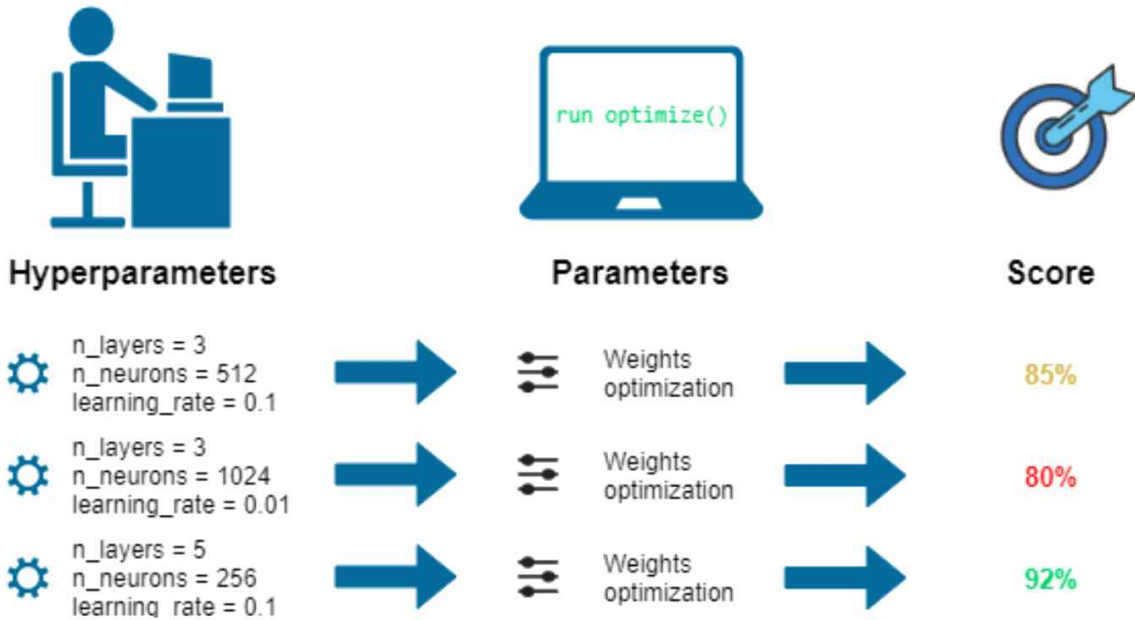 run optimize()
Hyperparameters
Parameters
Score
n_layers = 3
n_neurons = 512
learning_rate = 0.1
Weights
optimization
85%
n_layers = 3
n_neurons = 1024
learning_rate = 0.01
Weights
optimization
80%
n_layers = 5
n_neurons = 256
learning_rate = 0.1
Weights
optimization
92%